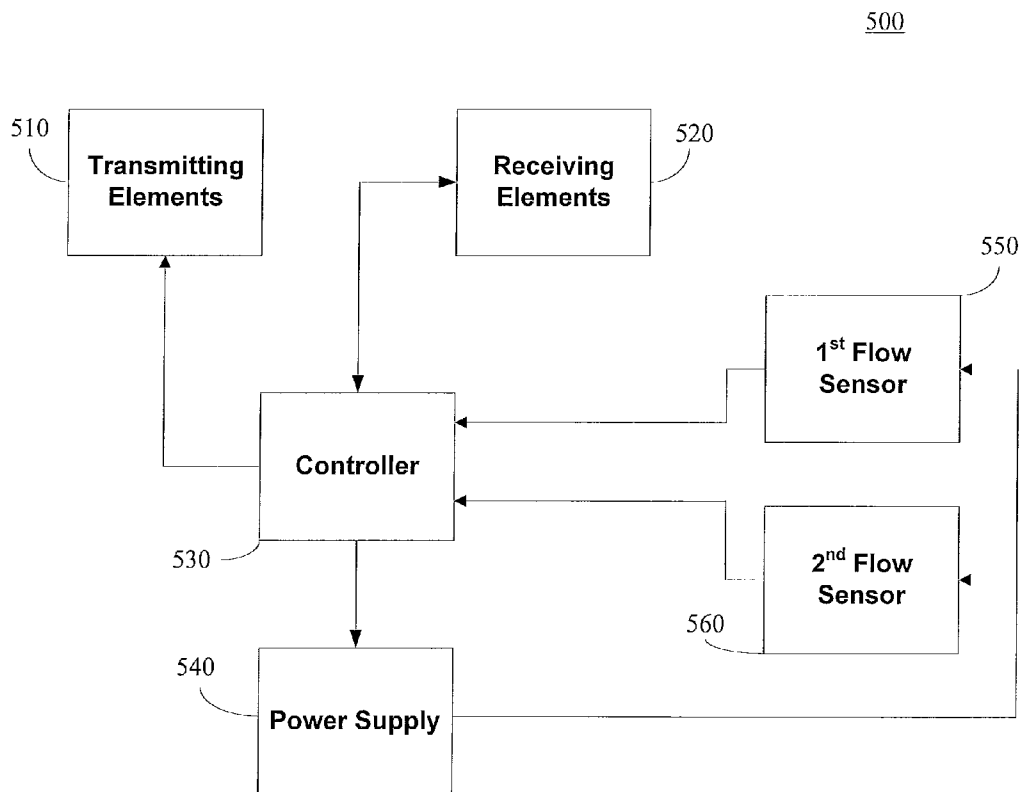 500
510
Transmitting
Elements
Receiving
Elements
520
550
1st Flow
Sensor
Controller
530
2nd Flow
Sensor
560
540
Power Supply